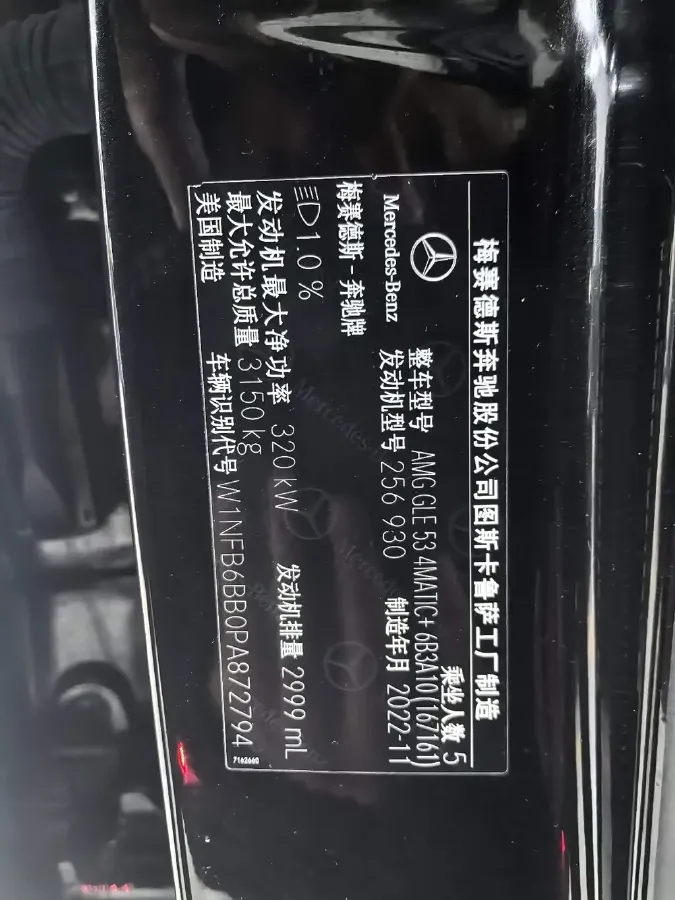 梅赛德斯奔驰股份公司图斯卡鲁萨工厂制造
乘坐人数 5
整车型号 AMG GLE 53 4MATIC+ 6B3A10(167161)
Mercedes-Benz
发动机型号 256 930 制造年月 2022-11
梅赛德斯-奔驰牌
1.0 %
发动机最大净功率 320 kW 发动机排量 2999 mL
最大允许总质量 3150 kg
美国制造 车辆识别代号 W1NFB6BB0PA872794
7162660